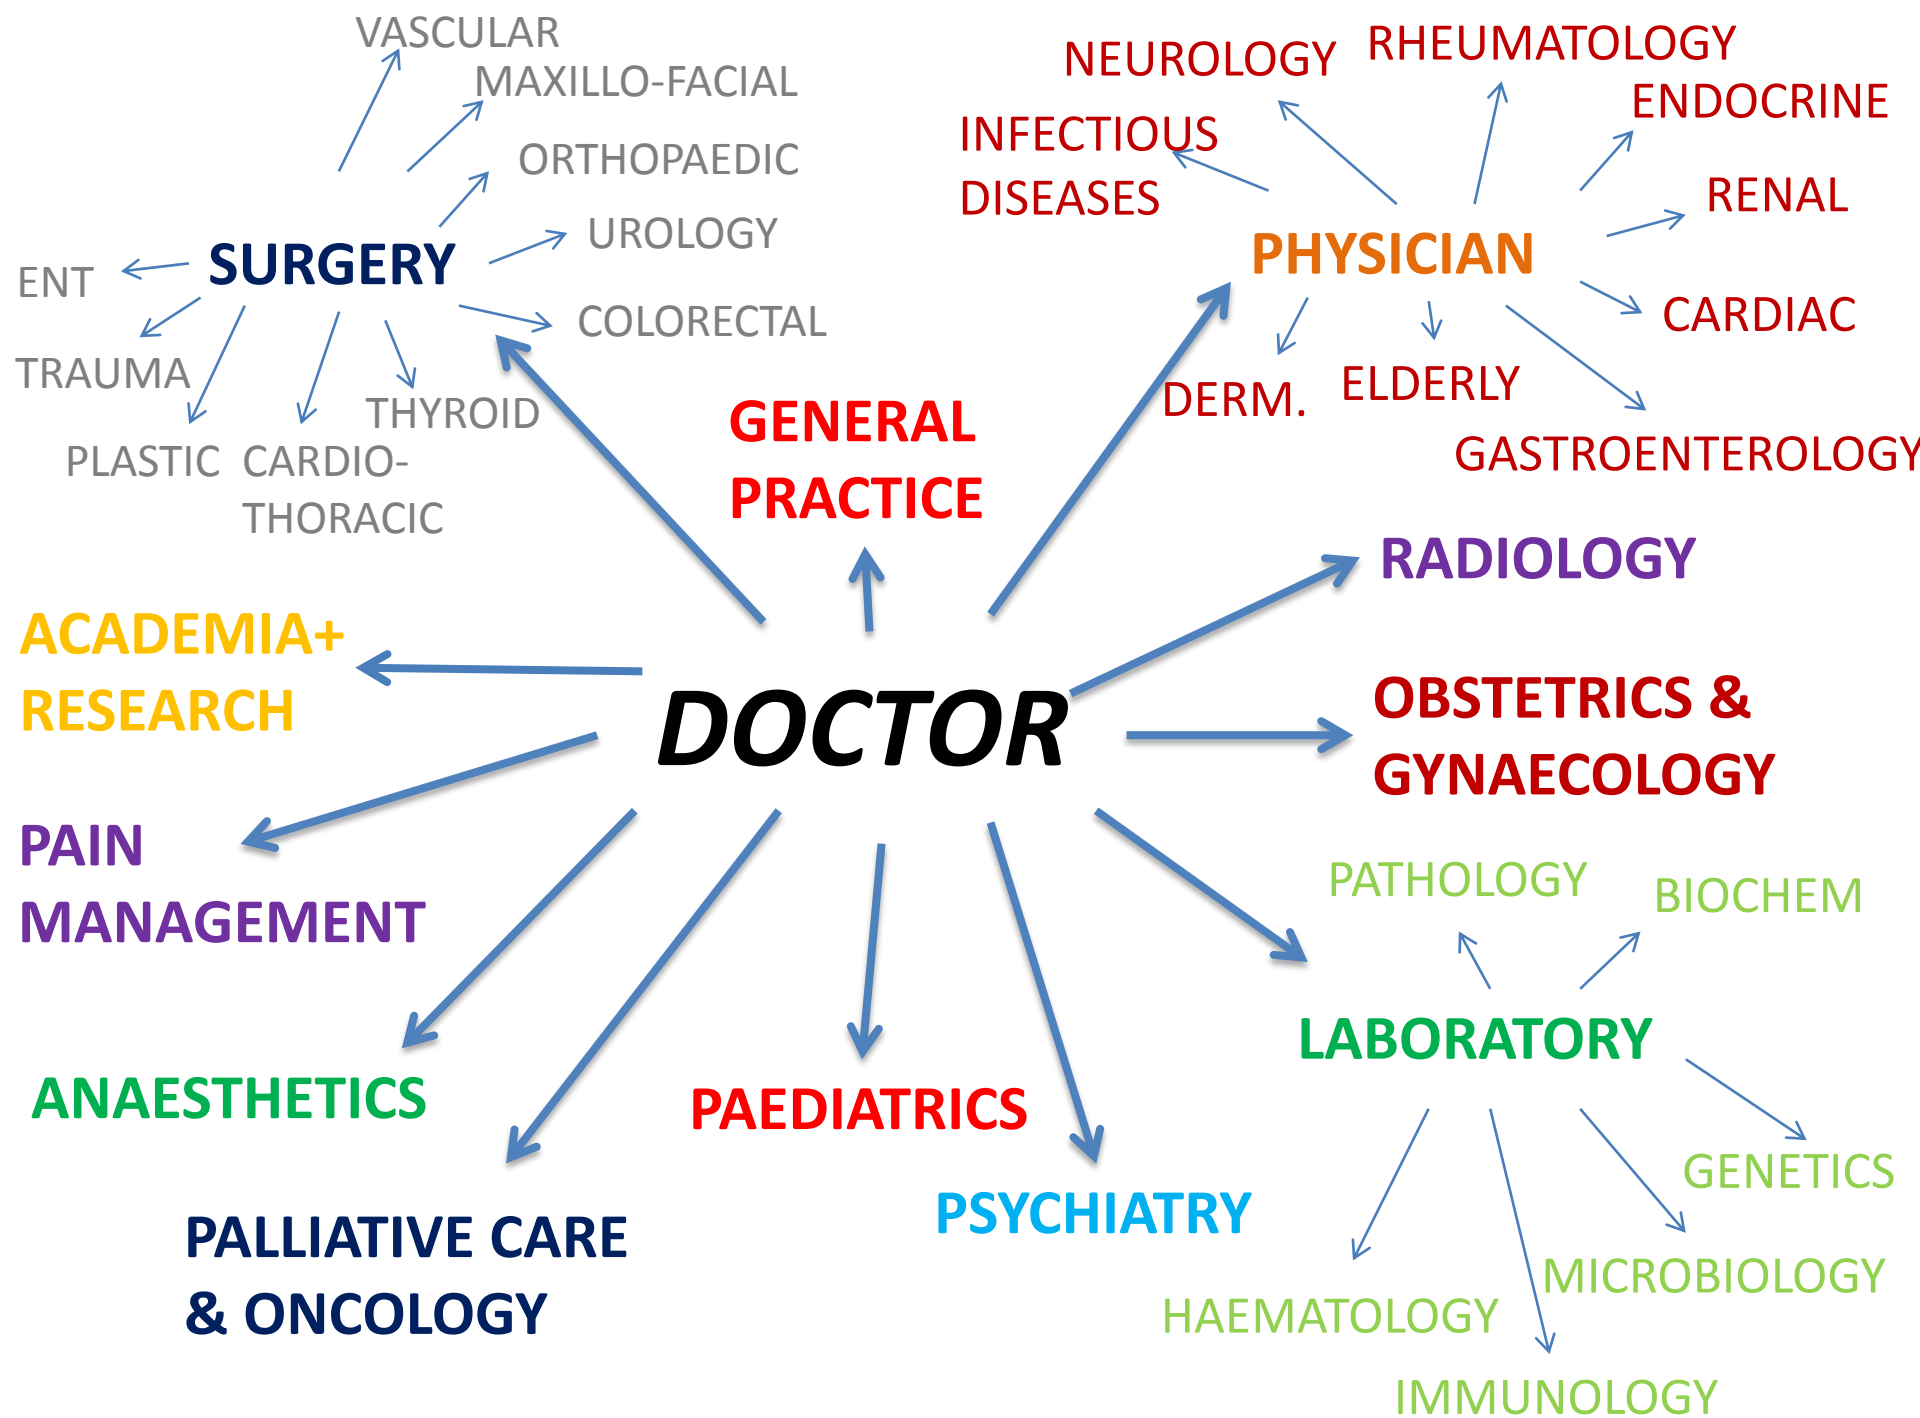 VASCULAR
MAXILLO-FACIAL
ORTHOPAEDIC
UROLOGY
SURGERY
ENT
COLORECTAL
TRAUMA
THYROID
PLASTIC
CARDIO-
THORACIC
NEUROLOGY
RHEUMATOLOGY
ENDOCRINE
INFECTIOUS
DISEASES
RENAL
PHYSICIAN
CARDIAC
DERM.
ELDERLY
GASTROENTEROLOGY
GENERAL
PRACTICE
RADIOLOGY
ACADEMIA+
RESEARCH
DOCTOR
OBSTETRICS &
GYNAECOLOGY
PAIN
MANAGEMENT
PATHOLOGY
BIOCHEM
LABORATORY
GENETICS
MICROBIOLOGY
HAEMATOLOGY
IMMUNOLOGY
ANAESTHETICS
PAEDIATRICS
PSYCHIATRY
PALLIATIVE CARE
& ONCOLOGY